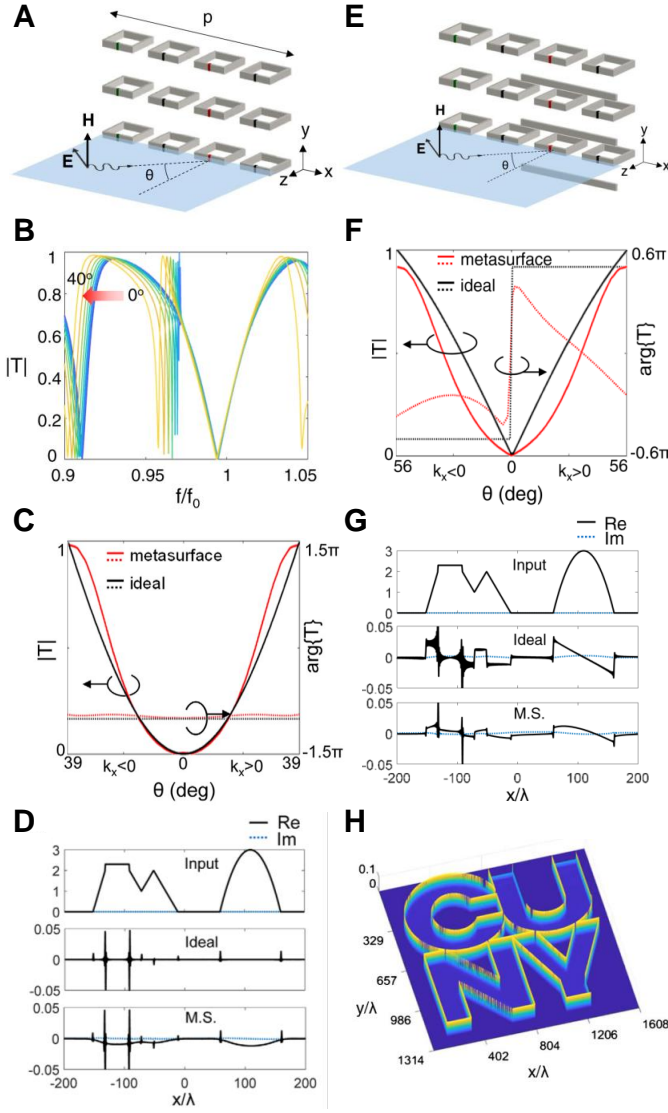 A
p
H
E
θ
y
z
x
E
H
E
θ
y
z
x
B
1
0.8
0.6
0.4
0.2
0
|T|
40°
0°
0.9
0.95
1
1.05
f/f₀
F
1
metasurface
ideal
0.6π
|T|
arg{T}
0
-0.6π
56
kₓ<0
0
kₓ>0
56
θ (deg)
C
1
metasurface
ideal
1.5π
|T|
arg{T}
0
-1.5π
39
kₓ<0
0
kₓ>0
39
θ (deg)
G
Re
Im
3
2
1
0
Input
0.05
0
-0.05
Ideal
0.05
0
-0.05
M.S.
-200
-100
0
100
200
x/λ
D
Re
Im
3
2
1
0
Input
0.05
0
-0.05
Ideal
0.05
0
0.05
M.S.
-200
-100
0
100
200
x/λ
H
0.1
0
329
657
986
1314
y/λ
402
804
1206
1608
x/λ
CU
NY